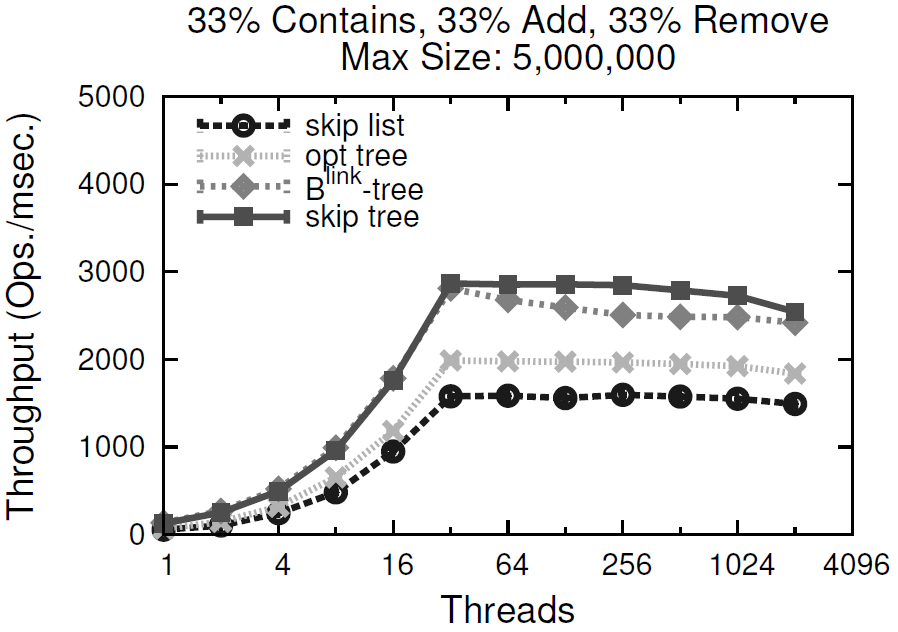 33% Contains, 33% Add, 33% Remove
Max Size: 5,000,000
Throughput (Ops./msec.)
5000
4000
3000
2000
1000
0
skip list
opt tree
B^link-tree
skip tree
1 4 16 64 256 1024 4096
Threads